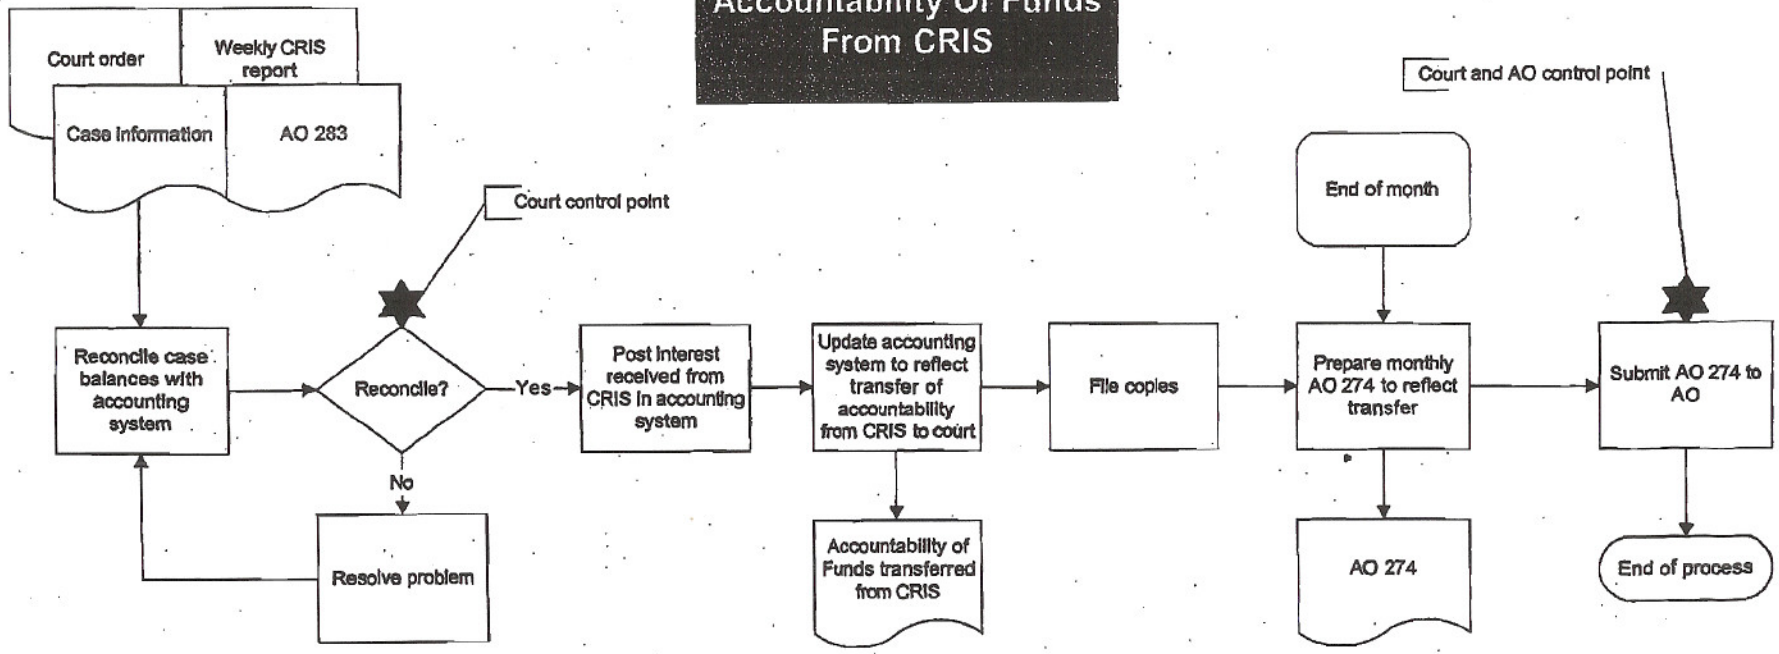 Accountability Of Funds
From CRIS
Court order
Weekly CRIS
report
Case information
AO 283
Court control point
Court and AO control point
End of month
Reconcile case
balances with
accounting
system
Reconcile?
Yes
Post interest
received from
CRIS in accounting
system
Update accounting
system to reflect
transfer of
accountability
from CRIS to court
File copies
Prepare monthly
AO 274 to reflect
transfer
Submit AO 274 to
AO
No
Resolve problem
Accountability of
Funds transferred
from CRIS
AO 274
End of process